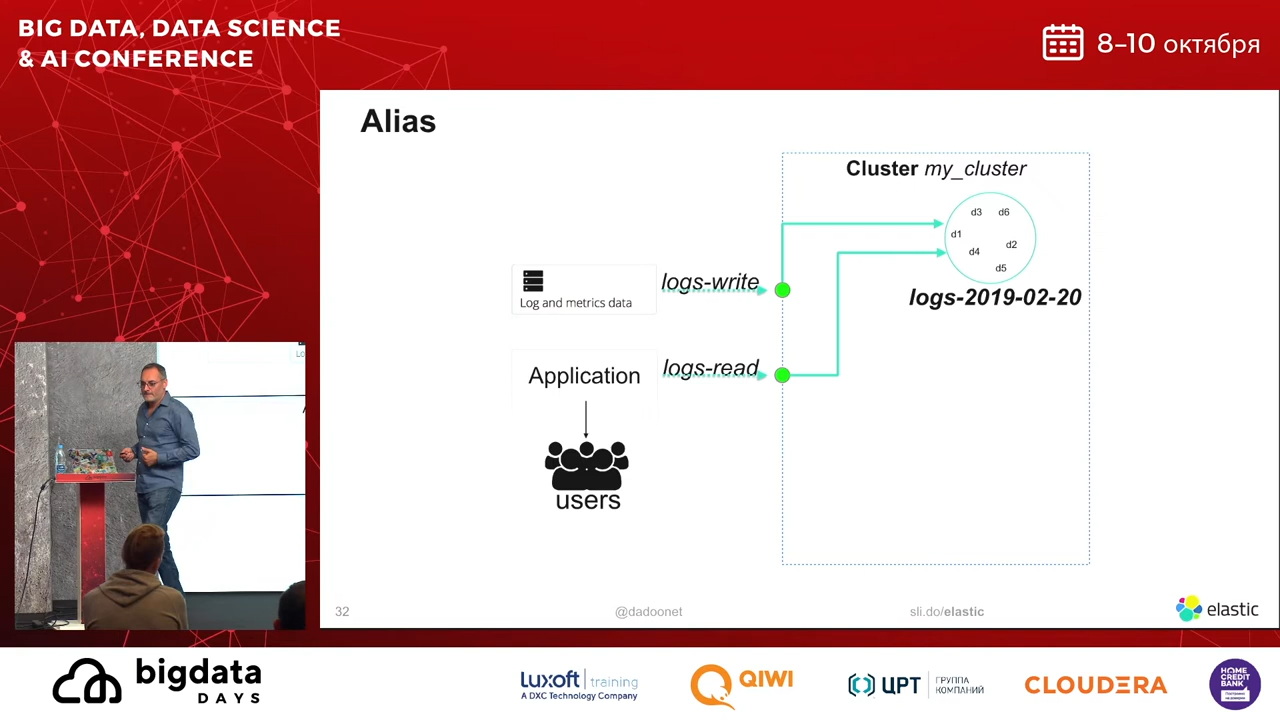 BIG DATA, DATA SCIENCE
& AI CONFERENCE
8–10 октября
Alias
Cluster my_cluster
d3 d6
d1
d2
d4
d5
logs-2019-02-20
logs-write
Log and metrics data
logs-read
Application
users
32
@dadoonet
sli.do/elastic
elastic
Lo
bigdata
DAYS
Luxoft training
A DXC Technology Company
QIWI
ЦРТ ГРУППА
КОМПАНИЙ
CLOUDERA
HOME
CREDIT
BANK